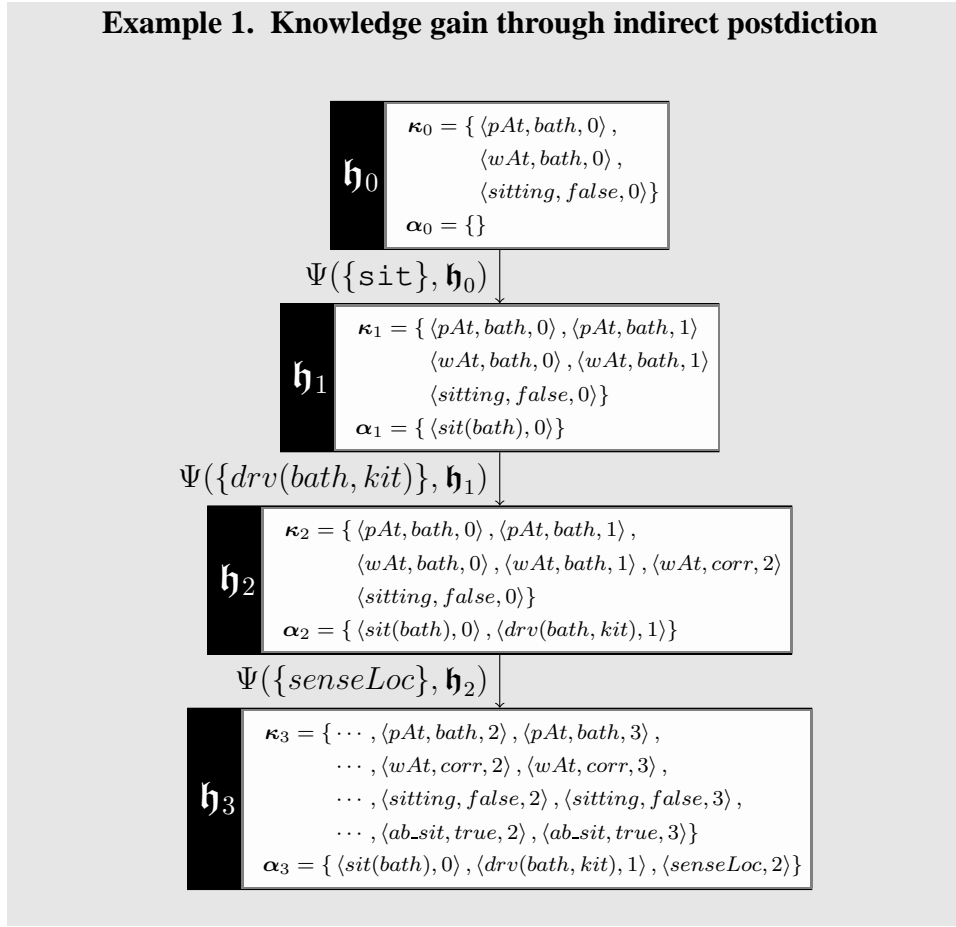 Example 1. Knowledge gain through indirect postdiction
𝖍₀
κ₀ = { ⟨pAt, bath, 0⟩ ,
⟨wAt, bath, 0⟩ ,
⟨sitting, false, 0⟩}
α₀ = {}
Ψ({sit}, 𝖍₀)
𝖍₁
κ₁ = { ⟨pAt, bath, 0⟩ , ⟨pAt, bath, 1⟩
⟨wAt, bath, 0⟩ , ⟨wAt, bath, 1⟩
⟨sitting, false, 0⟩}
α₁ = { ⟨sit(bath), 0⟩}
Ψ({drv(bath, kit)}, 𝖍₁)
𝖍₂
κ₂ = { ⟨pAt, bath, 0⟩ , ⟨pAt, bath, 1⟩ ,
⟨wAt, bath, 0⟩ , ⟨wAt, bath, 1⟩ , ⟨wAt, corr, 2⟩
⟨sitting, false, 0⟩}
α₂ = { ⟨sit(bath), 0⟩ , ⟨drv(bath, kit), 1⟩}
Ψ({senseLoc}, 𝖍₂)
𝖍₃
κ₃ = { ··· , ⟨pAt, bath, 2⟩ , ⟨pAt, bath, 3⟩ ,
··· , ⟨wAt, corr, 2⟩ , ⟨wAt, corr, 3⟩ ,
··· , ⟨sitting, false, 2⟩ , ⟨sitting, false, 3⟩ ,
··· , ⟨ab_sit, true, 2⟩ , ⟨ab_sit, true, 3⟩}
α₃ = { ⟨sit(bath), 0⟩ , ⟨drv(bath, kit), 1⟩ , ⟨senseLoc, 2⟩}